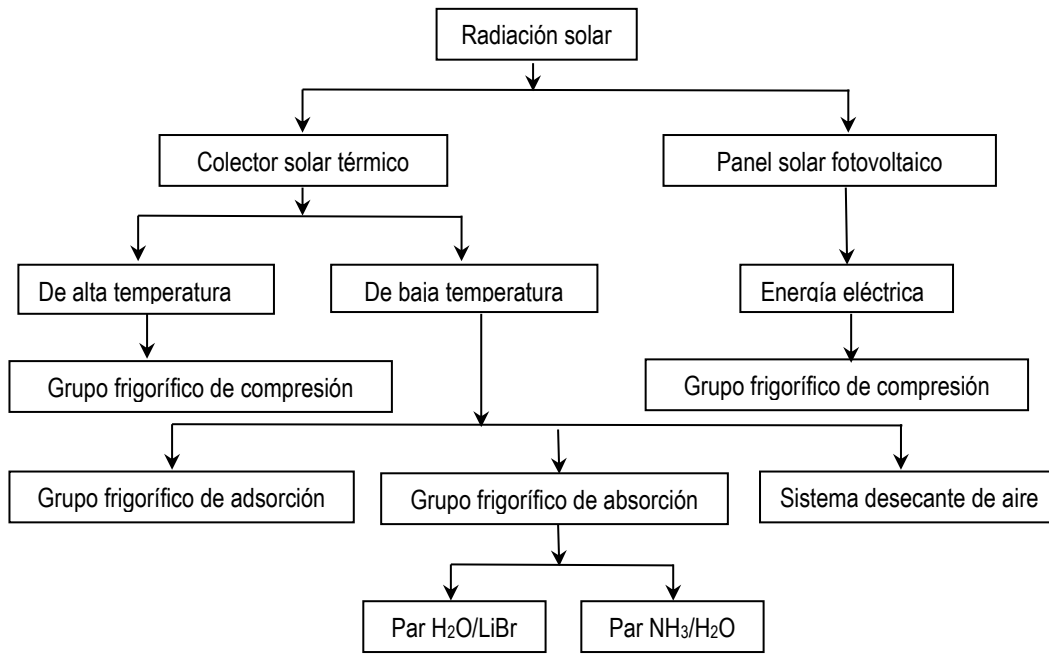 Radiación solar
Colector solar térmico
Panel solar fotovoltaico
De alta temperatura
De baja temperatura
Energía eléctrica
Grupo frigorífico de compresión
Grupo frigorífico de compresión
Grupo frigorífico de adsorción
Grupo frigorífico de absorción
Sistema desecante de aire
Par H₂O/LiBr
Par NH₃/H₂O